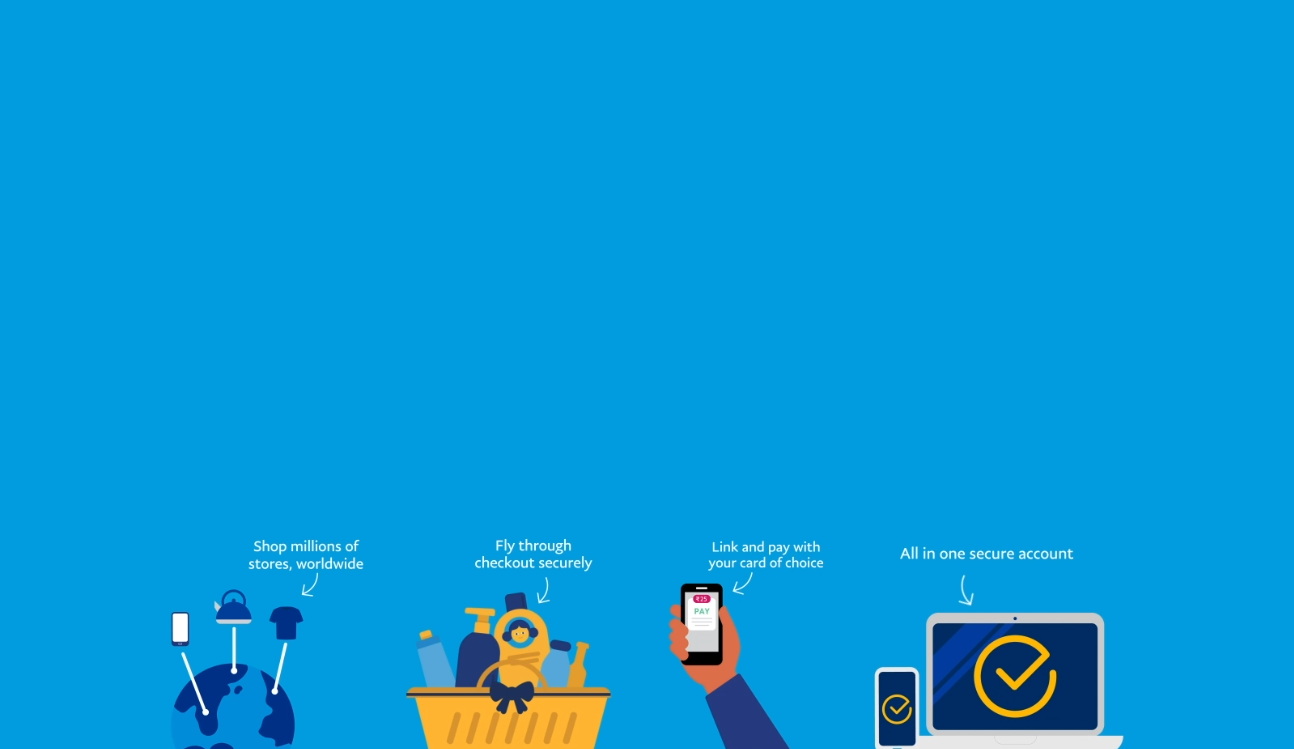 Shop millions of
stores, worldwide
Fly through
checkout securely
Link and pay with
your card of choice
All in one secure account
₹25
PAY